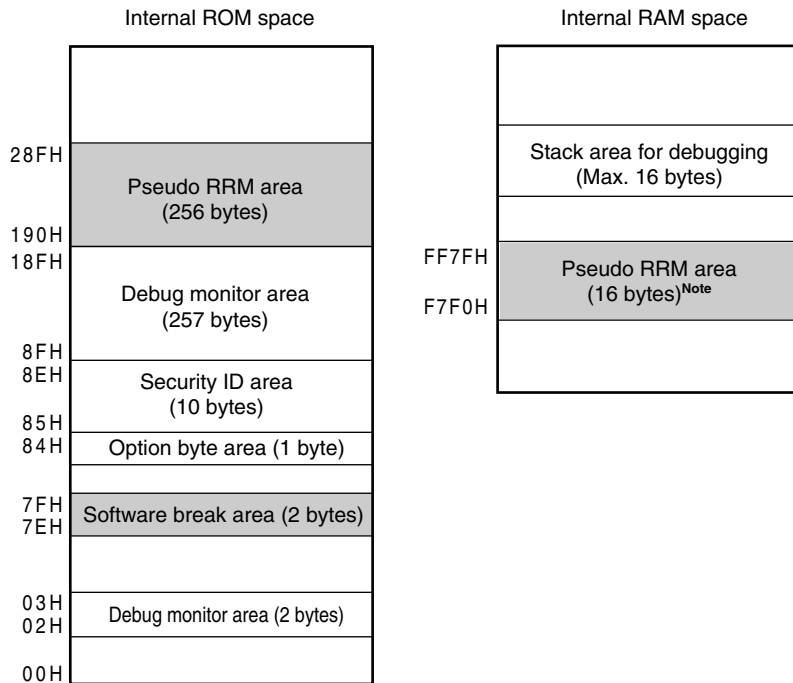 Internal ROM space
28FH
Pseudo RRM area
(256 bytes)
190H
18FH
Debug monitor area
(257 bytes)
8FH
8EH
Security ID area
(10 bytes)
85H
84H
Option byte area (1 byte)
7FH
Software break area (2 bytes)
7EH
03H
Debug monitor area (2 bytes)
02H
00H
Internal RAM space
Stack area for debugging
(Max. 16 bytes)
FF7FH
Pseudo RRM area
(16 bytes)Note
F7F0H